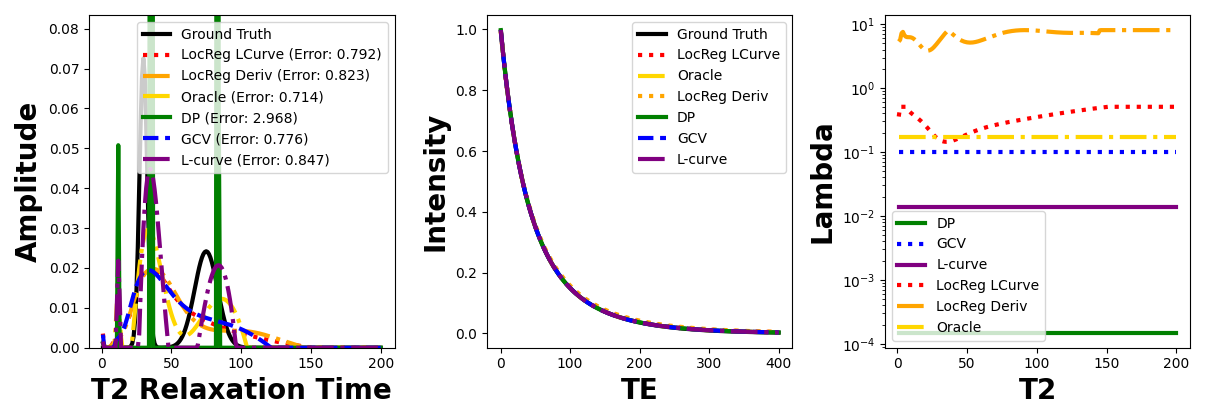 Amplitude
0.08
0.07
0.06
0.05
0.04
0.03
0.02
0.01
0.00
0
50
100
150
200
T2 Relaxation Time
Ground Truth
LocReg LCurve (Error: 0.792)
LocReg Deriv (Error: 0.823)
Oracle (Error: 0.714)
DP (Error: 2.968)
GCV (Error: 0.776)
L-curve (Error: 0.847)
Intensity
1.0
0.8
0.6
0.4
0.2
0.0
0
100
200
300
400
TE
Ground Truth
LocReg LCurve
Oracle
LocReg Deriv
DP
GCV
L-curve
Lambda
10¹
10⁰
10⁻¹
10⁻²
10⁻³
10⁻⁴
0
50
100
150
200
T2
DP
GCV
L-curve
LocReg LCurve
LocReg Deriv
Oracle